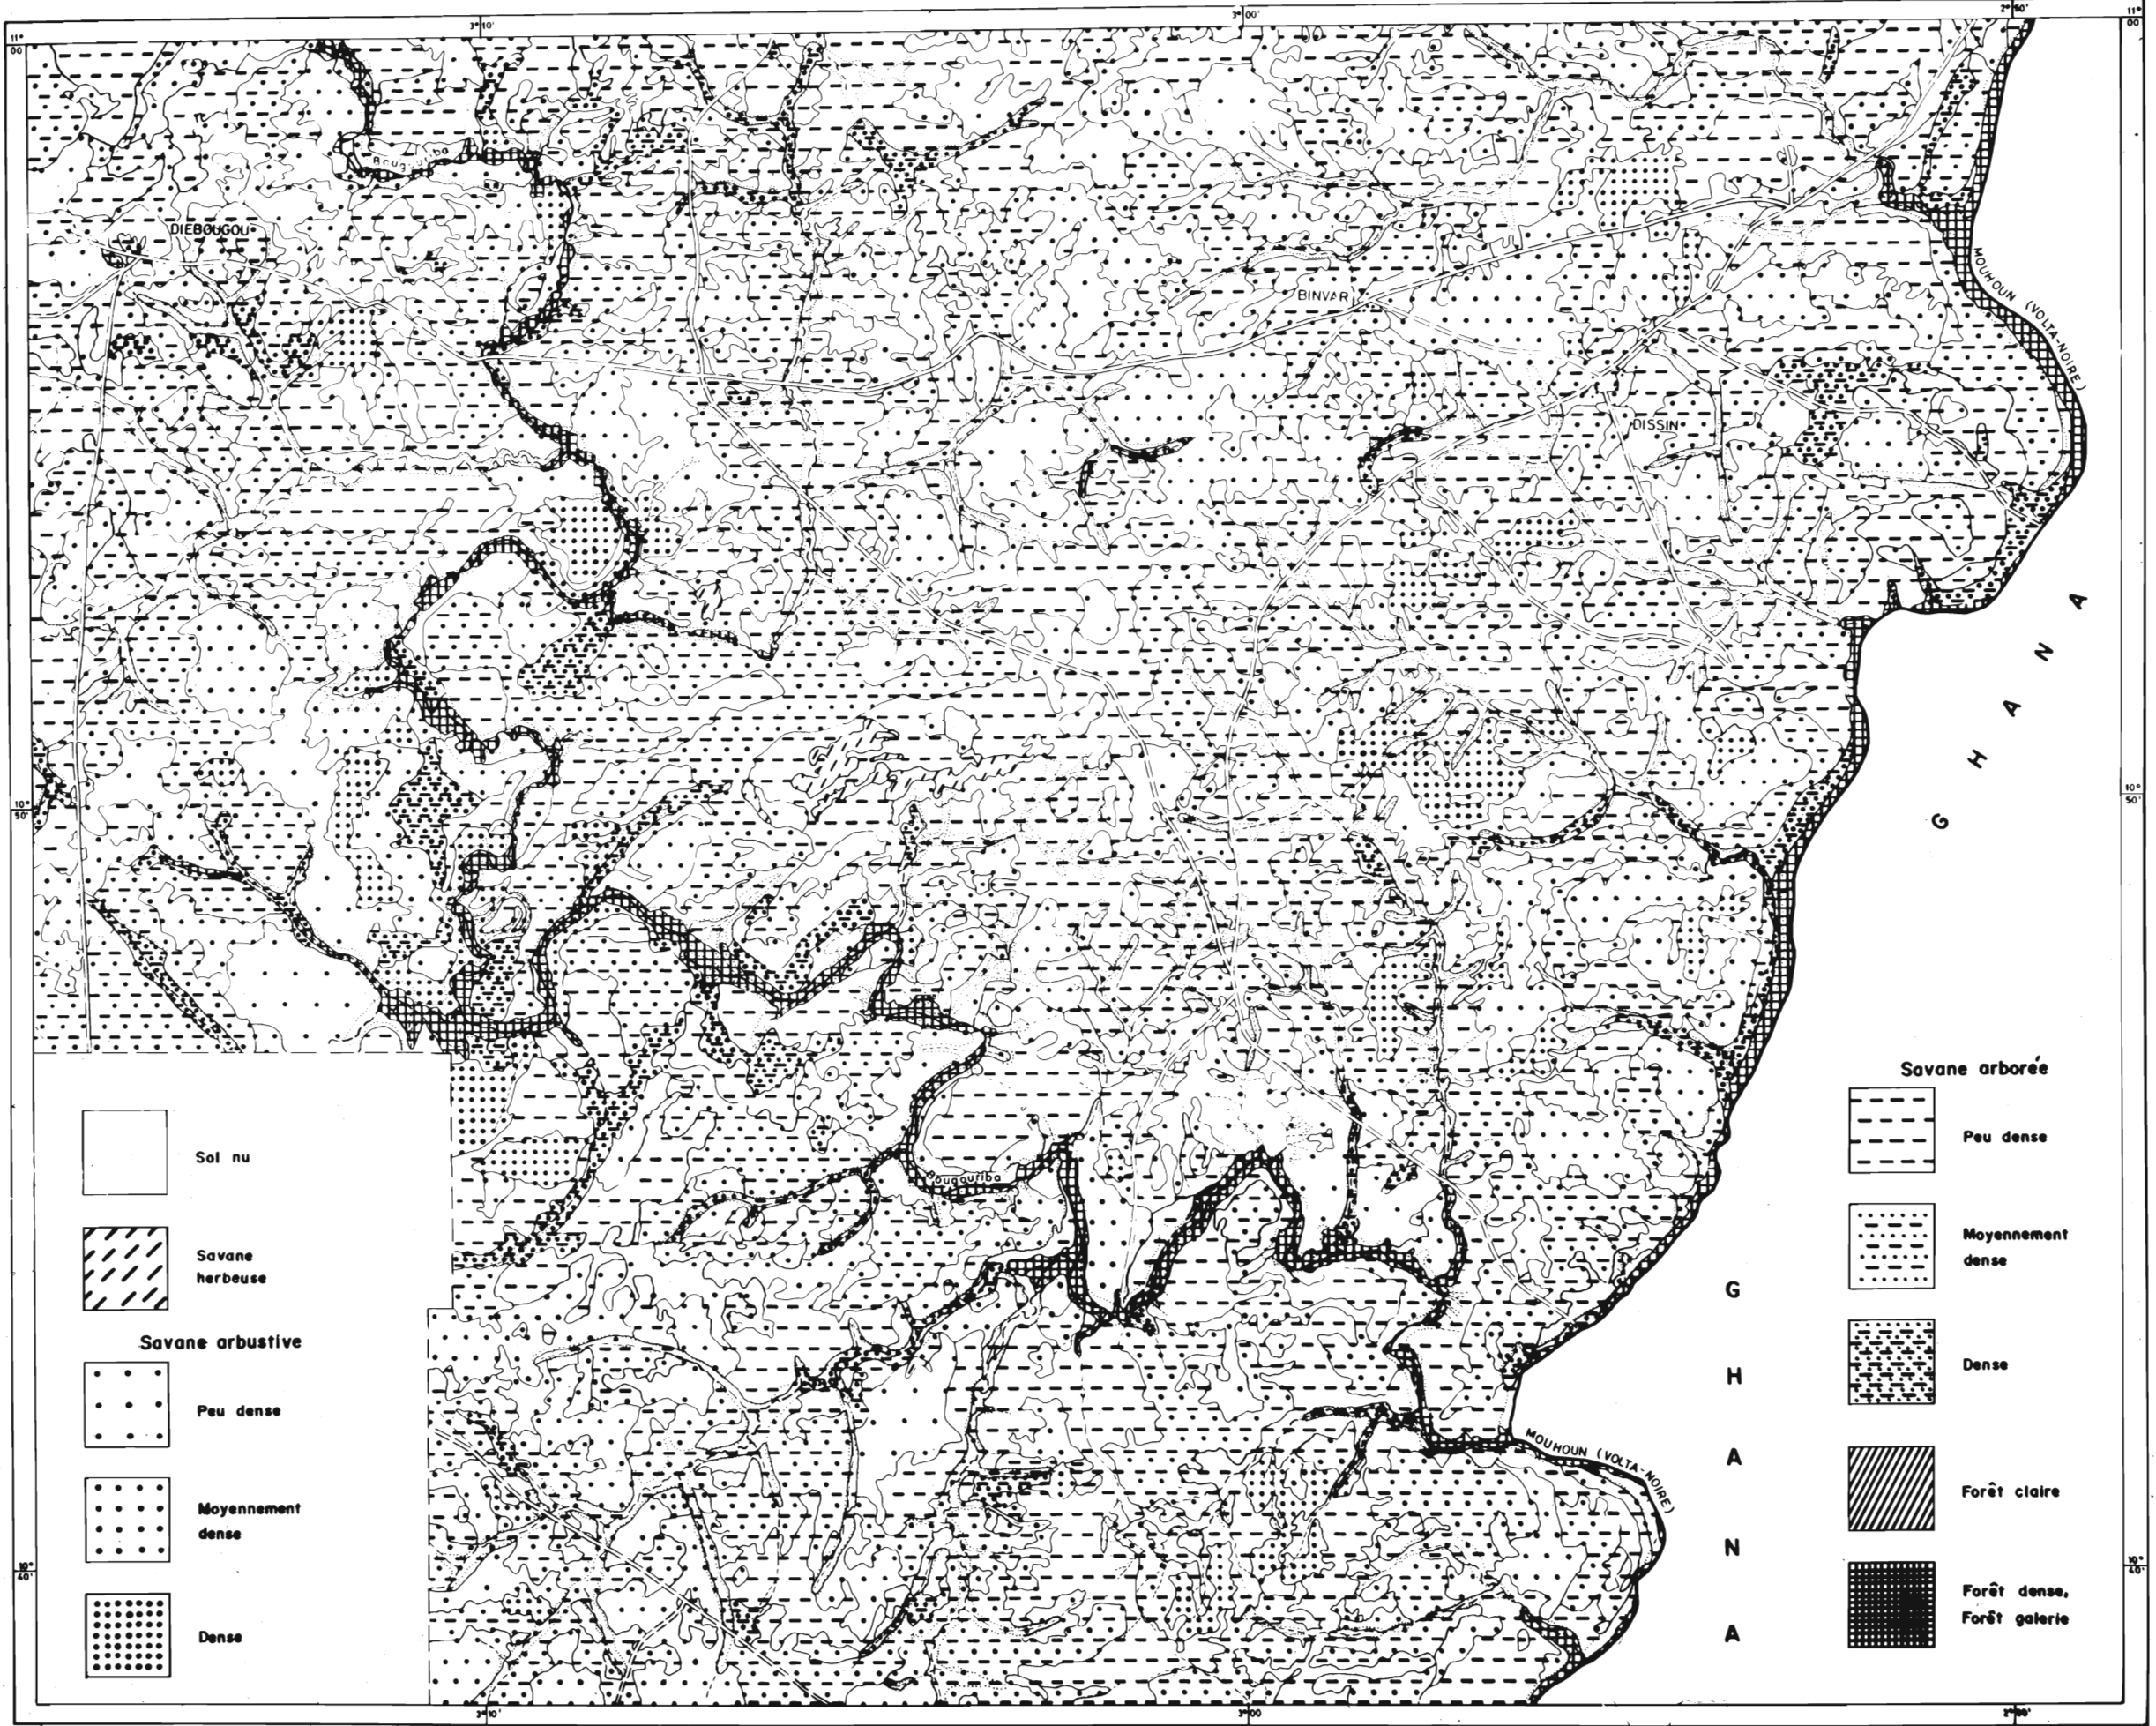 3°10'
3°00'
2°50'
11°
00
11°
00
Bougouriba
DIEBOUGOU
MOUHOUN (VOLTA-NOIRE)
BINVAR
DISSIN
G H A N A
10°
50'
10°
50'
Bougouriba
G
H
A
N
A
MOUHOUN (VOLTA-NOIRE)
Sol nu
Savane
herbeuse
Savane arbustive
Peu dense
Moyennement
dense
Dense
Savane arborée
Peu dense
Moyennement
dense
Dense
Forêt claire
Forêt dense,
Forêt galerie
10°
40'
10°
40'
3°10'
3°00'
2°50'